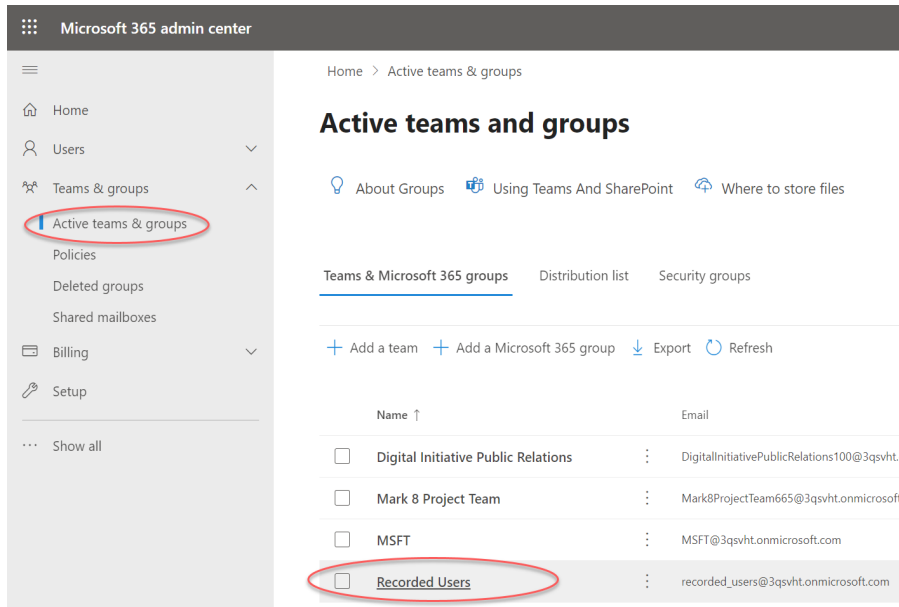 Microsoft 365 admin center
Home
Users
Teams & groups
Active teams & groups
Policies
Deleted groups
Shared mailboxes
Billing
Setup
Show all
Home > Active teams & groups
Active teams and groups
About Groups Using Teams And SharePoint Where to store files
Teams & Microsoft 365 groups Distribution list Security groups
Add a team Add a Microsoft 365 group Export Refresh
Name ↑ Email
Digital Initiative Public Relations DigitalInitiativePublicRelations100@3qsvht.
Mark 8 Project Team Mark8ProjectTeam665@3qsvht.onmicrosoft
MSFT MSFT@3qsvht.onmicrosoft.com
Recorded Users recorded_users@3qsvht.onmicrosoft.com